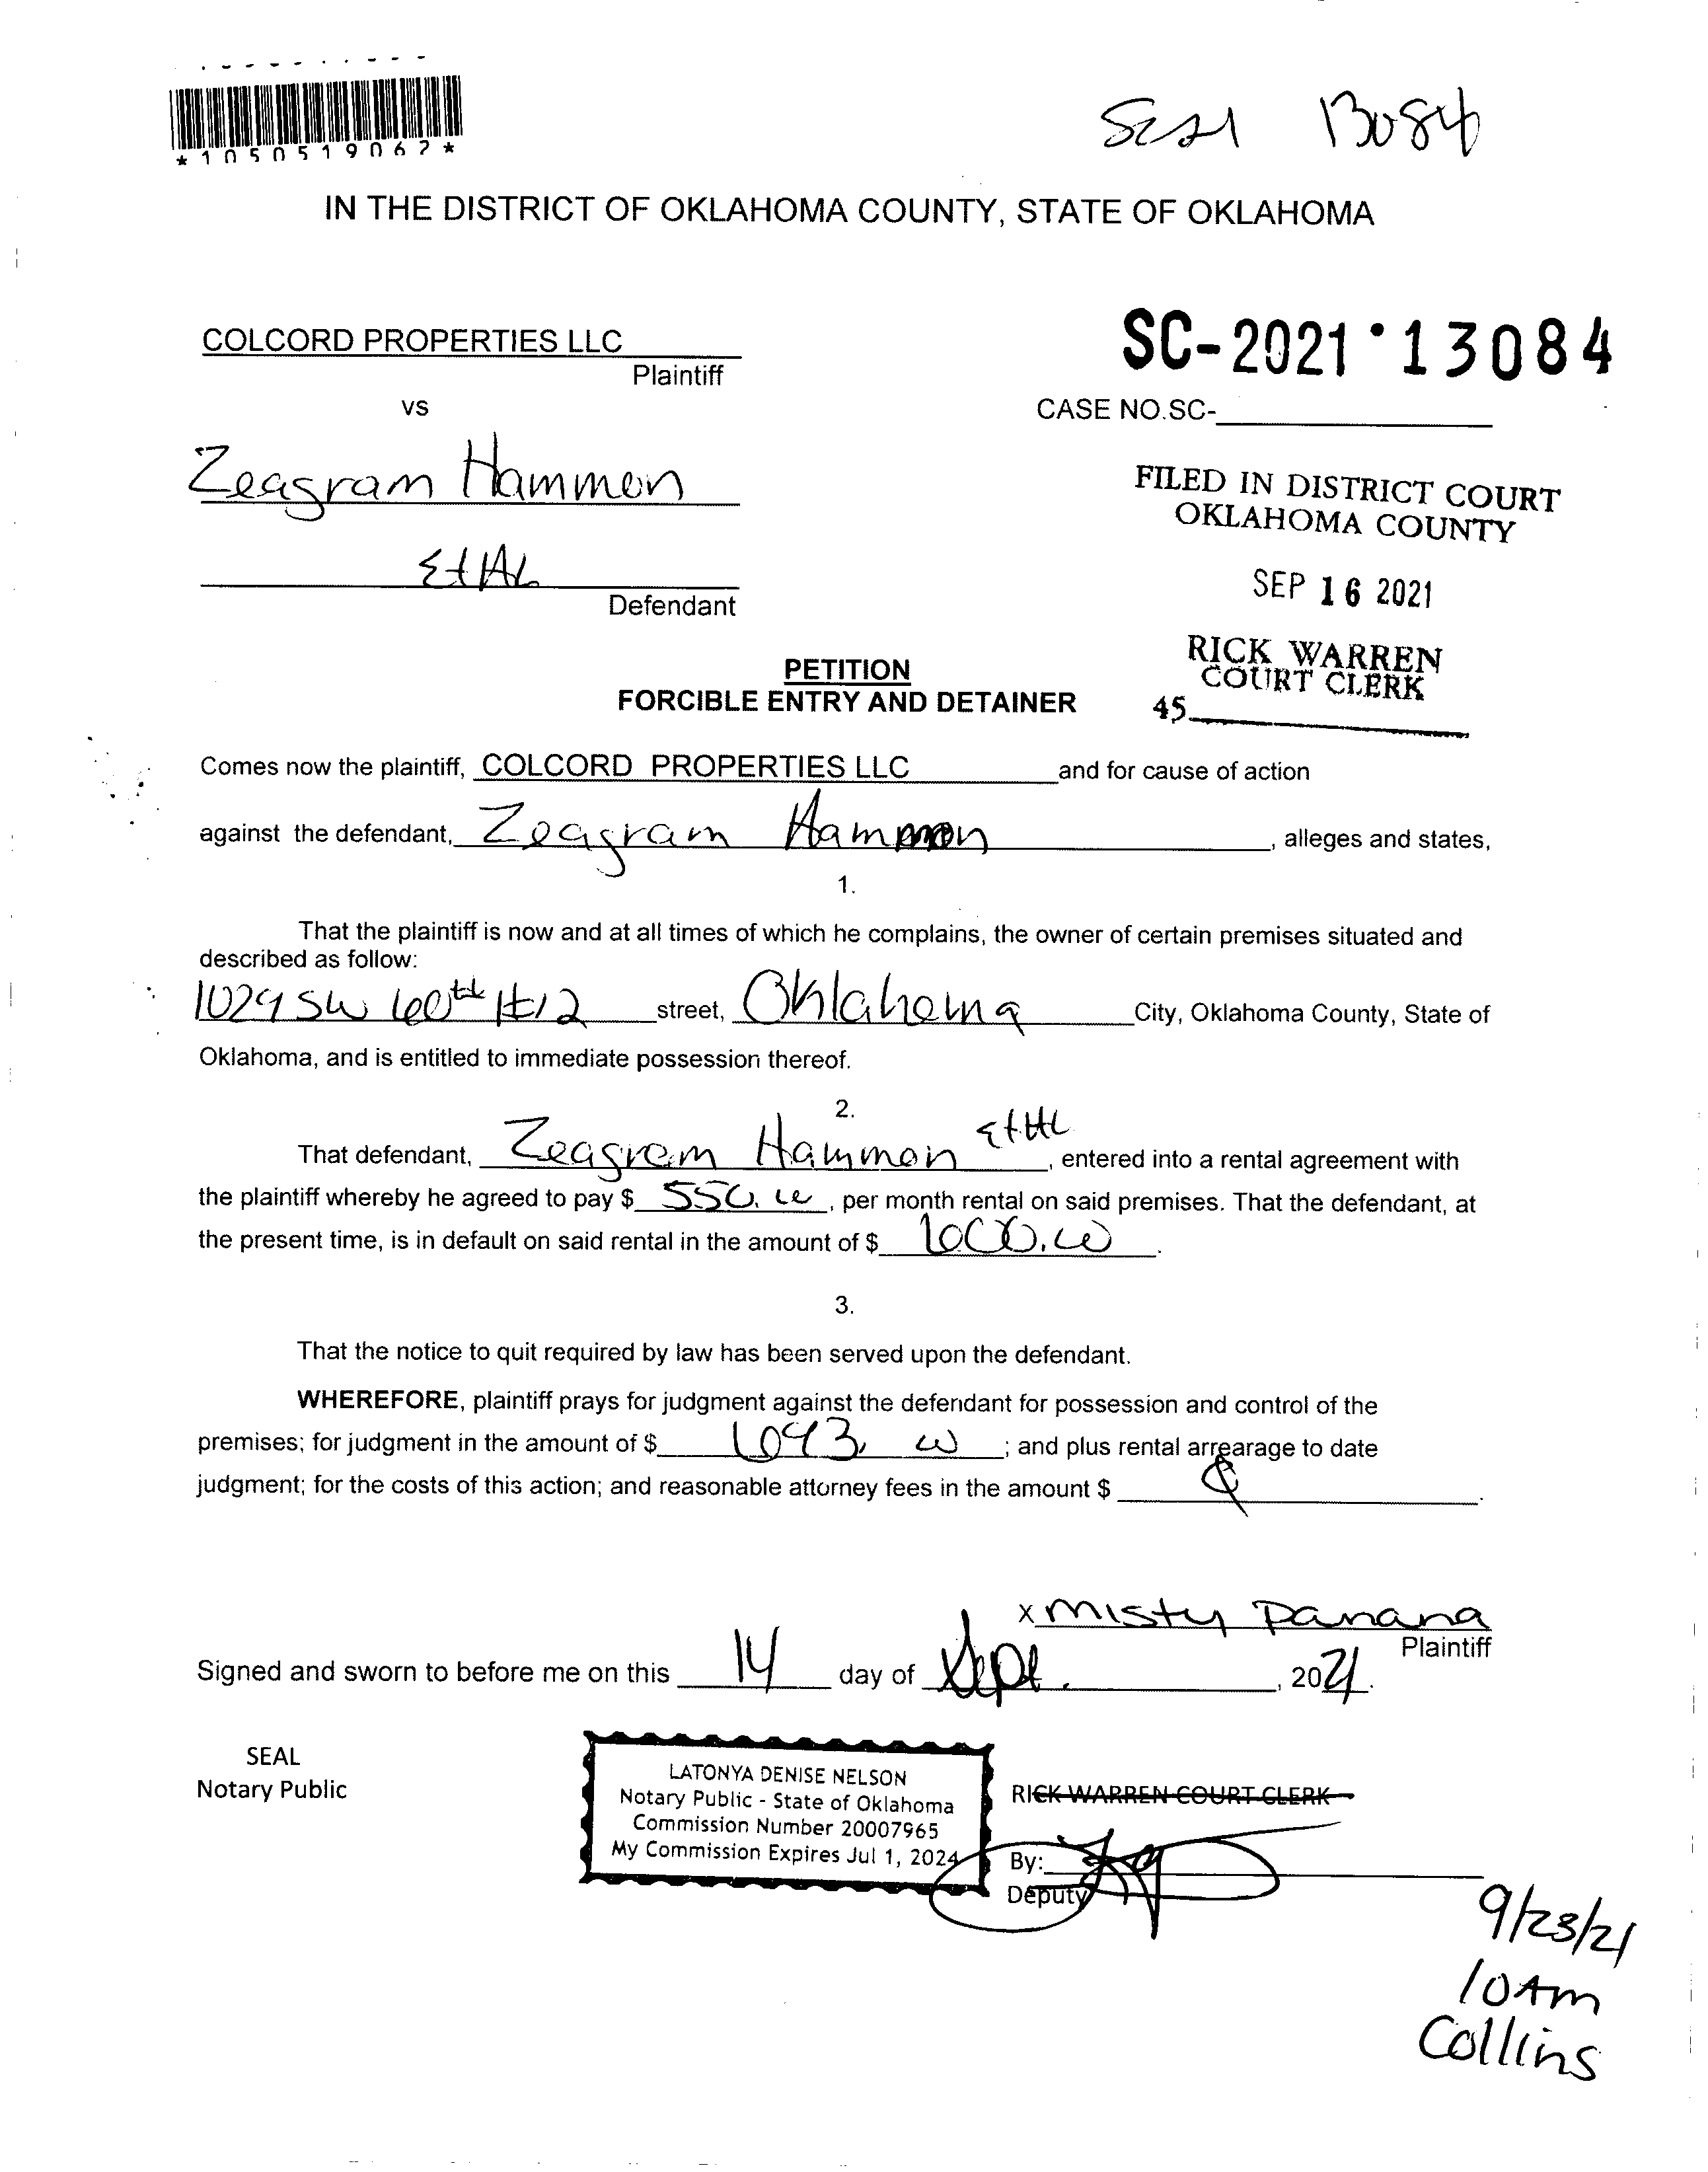 *1050519062*
SC21 13084
IN THE DISTRICT OF OKLAHOMA COUNTY, STATE OF OKLAHOMA
COLCORD PROPERTIES LLC
Plaintiff
SC-2021 • 13084
vs
CASE NO.SC-
Zeagram Hammon
FILED IN DISTRICT COURT
OKLAHOMA COUNTY
Et AL
Defendant
SEP 16 2021
RICK WARREN
COURT CLERK
45
PETITION
FORCIBLE ENTRY AND DETAINER
Comes now the plaintiff, COLCORD PROPERTIES LLC and for cause of action
against the defendant, Zeagram Hammon, alleges and states,
1.
That the plaintiff is now and at all times of which he complains, the owner of certain premises situated and
described as follow:
1029 SW 60th #12 street, Oklahoma City, Oklahoma County, State of
Oklahoma, and is entitled to immediate possession thereof.
2.
That defendant, Zeagram Hammon Et AL, entered into a rental agreement with
the plaintiff whereby he agreed to pay $ 550.00, per month rental on said premises. That the defendant, at
the present time, is in default on said rental in the amount of $ .
3.
That the notice to quit required by law has been served upon the defendant.
WHEREFORE, plaintiff prays for judgment against the defendant for possession and control of the
premises; for judgment in the amount of $ ; and plus rental arrearage to date
judgment; for the costs of this action; and reasonable attorney fees in the amount $ .
x Misty Panana
Plaintiff
Signed and sworn to before me on this 14 day of Sept. , 2021.
SEAL
Notary Public
LATONYA DENISE NELSON
Notary Public - State of Oklahoma
Commission Number 20007965
My Commission Expires Jul 1, 2024
RICK WARREN COURT CLERK
By:
Deputy
9/23/21
10 Am
Collins